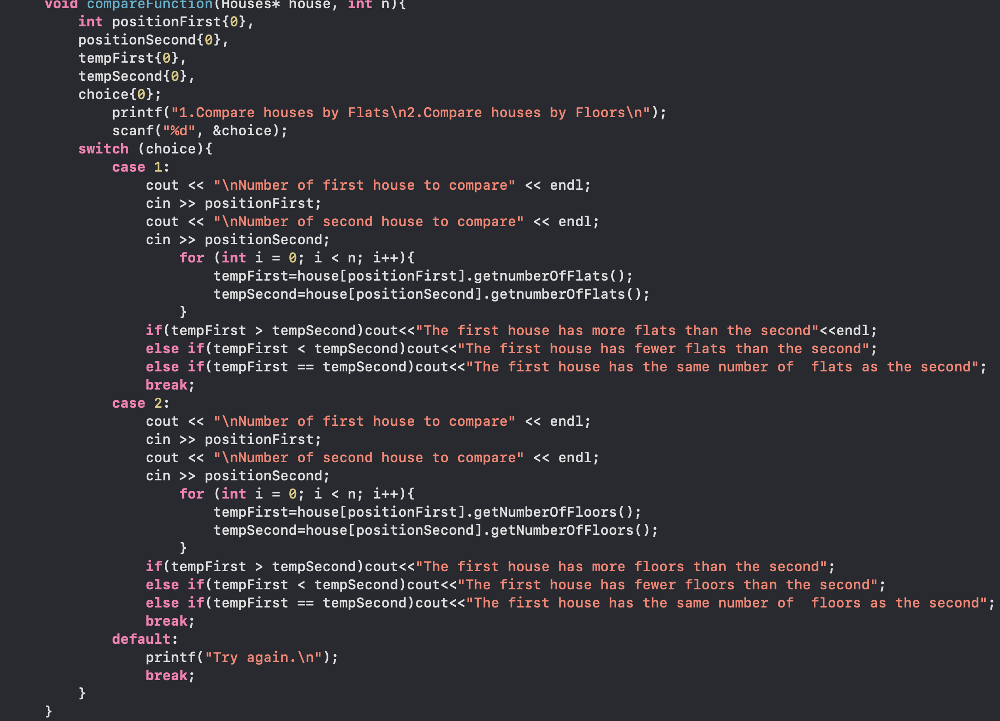 void compareFunction(Houses* house, int n){
int positionFirst{0},
positionSecond{0},
tempFirst{0},
tempSecond{0},
choice{0};
printf("1.Compare houses by Flats\n2.Compare houses by Floors\n");
scanf("%d", &choice);
switch (choice){
case 1:
cout << "\nNumber of first house to compare" << endl;
cin >> positionFirst;
cout << "\nNumber of second house to compare" << endl;
cin >> positionSecond;
for (int i = 0; i < n; i++){
tempFirst=house[positionFirst].getnumberOfFlats();
tempSecond=house[positionSecond].getnumberOfFlats();
}
if(tempFirst > tempSecond)cout<<"The first house has more flats than the second"<<endl;
else if(tempFirst < tempSecond)cout<<"The first house has fewer flats than the second";
else if(tempFirst == tempSecond)cout<<"The first house has the same number of  flats as the second";
break;
case 2:
cout << "\nNumber of first house to compare" << endl;
cin >> positionFirst;
cout << "\nNumber of second house to compare" << endl;
cin >> positionSecond;
for (int i = 0; i < n; i++){
tempFirst=house[positionFirst].getNumberOfFloors();
tempSecond=house[positionSecond].getNumberOfFloors();
}
if(tempFirst > tempSecond)cout<<"The first house has more floors than the second";
else if(tempFirst < tempSecond)cout<<"The first house has fewer floors than the second";
else if(tempFirst == tempSecond)cout<<"The first house has the same number of  floors as the second";
break;
default:
printf("Try again.\n");
break;
}
}